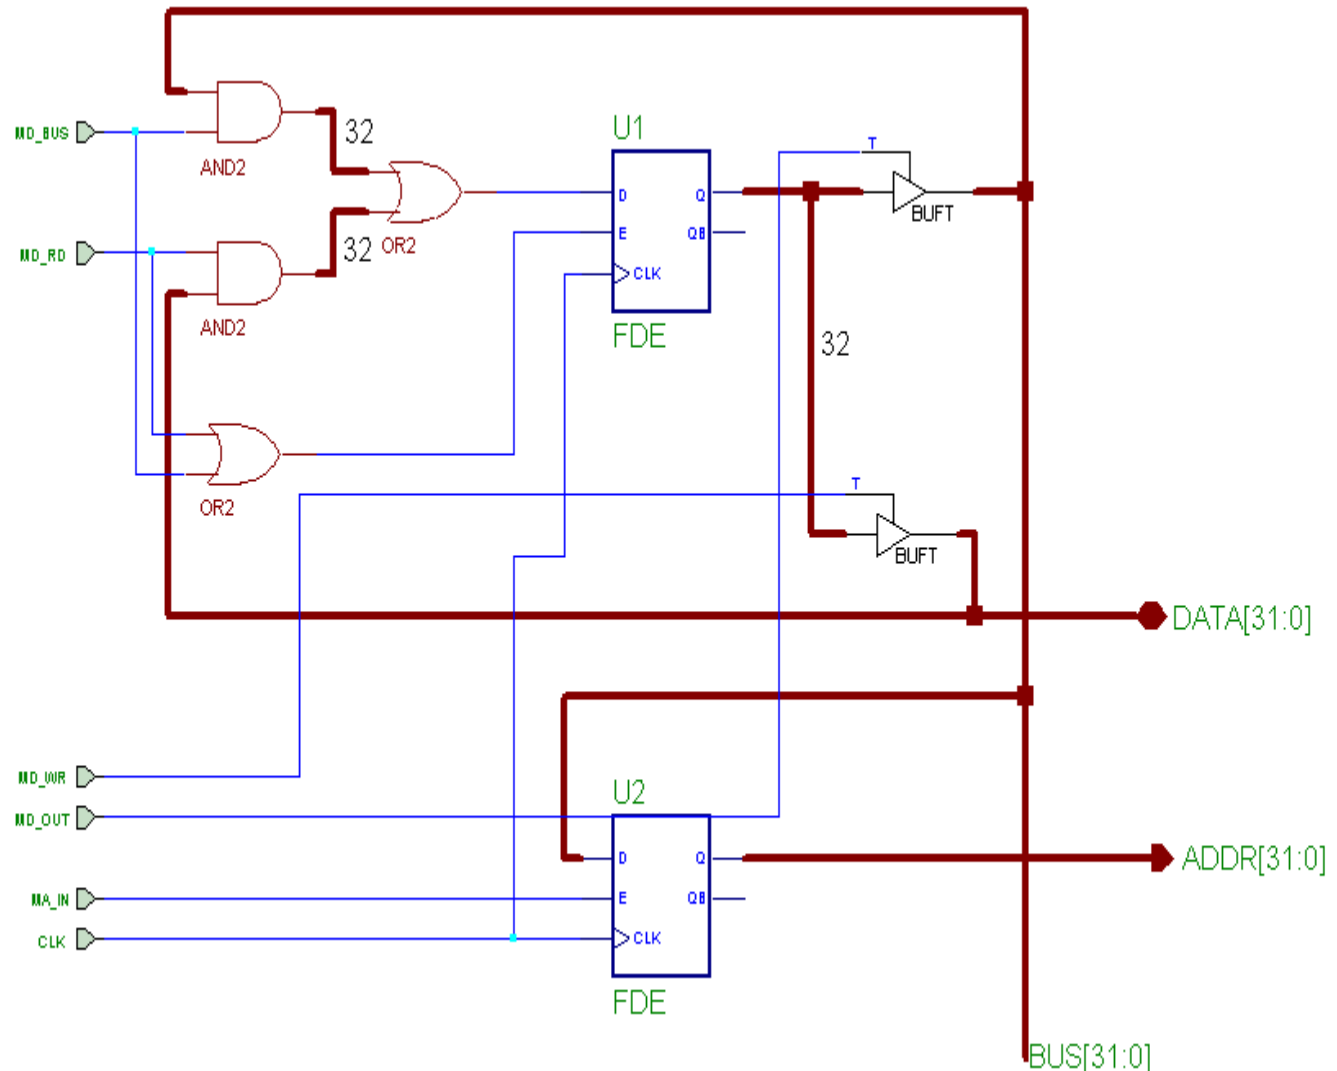 MD_BUS
AND2
32
U1
T
BUFT
MD_RD
AND2
32
OR2
D
E
CLK
Q
QB
FDE
32
OR2
T
BUFT
DATA[31:0]
MD_WR
MD_OUT
U2
D
E
CLK
Q
QB
FDE
ADDR[31:0]
MA_IN
CLK
BUS[31:0]